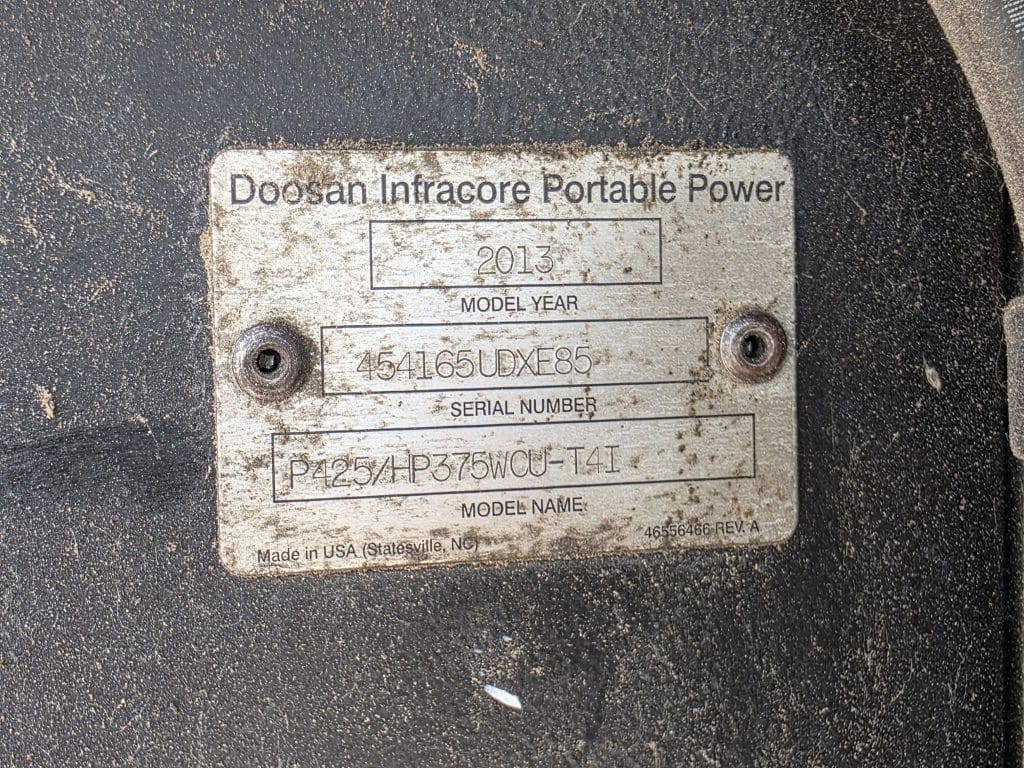 Doosan Infracore Portable Power
2013
MODEL YEAR
454165UDXE85
SERIAL NUMBER
P425/HP375WCU-T4I
MODEL NAME
46556466 REV. A
Made in USA (Statesville, NC)